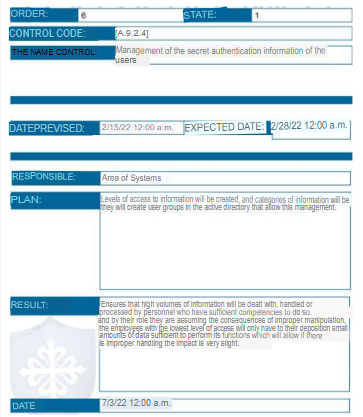 ORDER: 6 STATE: 1
CONTROL CODE: [A.9.2.4]
THE NAME CONTROL: Management of the secret authentication information of the
users
DATEPREVISED: 2/15/22 12:00 a.m. EXPECTED DATE: 2/28/22 12:00 a.m.
RESPONSIBLE: Area of Systems
PLAN: Levels of access to information will be created, and categories of information will be
they will create user groups in the active directory that allow this management.
RESULT: Ensures that high volumes of information will be dealt with, handled or
processed by personnel who have sufficient competencies to do so.
and by their role they are assuming the consequences of improper manipulation,
the employees with the lowest level of access will only have to their deposition small
amounts of data sufficient to perform its functions which will allow if there
is improper handling the impact is very slight.
DATE 7/3/22 12:00 a.m.